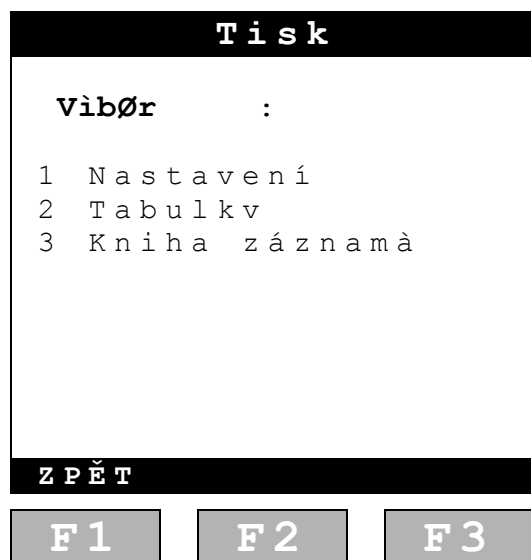 Tisk
VìbØr :
1 Nastavení
2 Tabulkv
3 Kniha záznamà
ZPĚT
F1 F2 F3